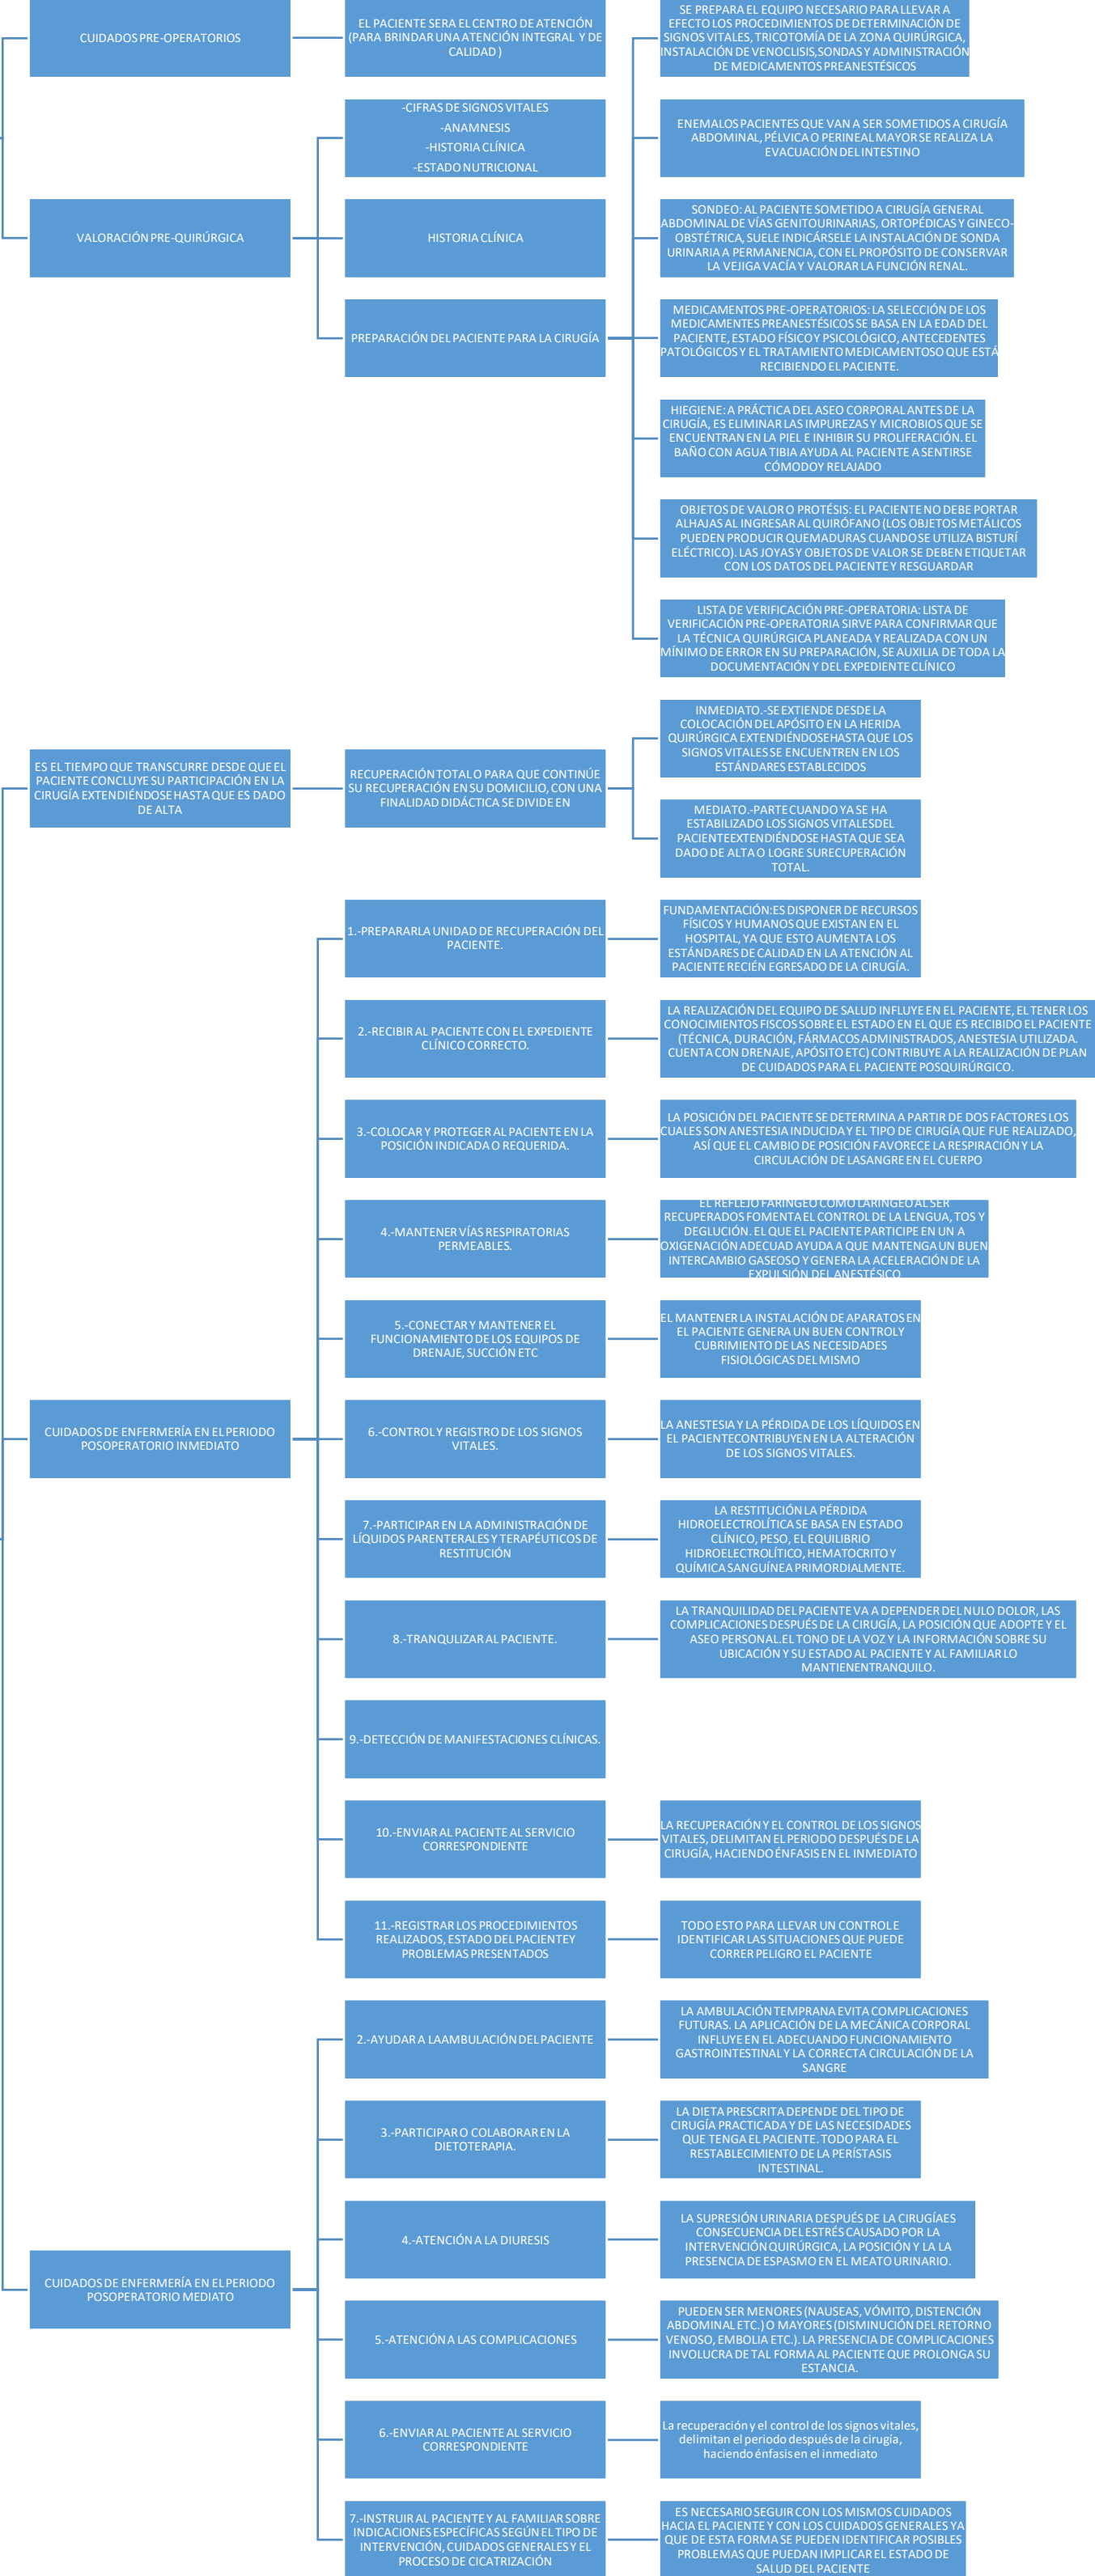 CUIDADOS PRE-OPERATORIOS
EL PACIENTE SERA EL CENTRO DE ATENCIÓN
(PARA BRINDAR UNA ATENCIÓN INTEGRAL Y DE
CALIDAD )
VALORACIÓN PRE-QUIRÚRGICA
-CIFRAS DE SIGNOS VITALES
-ANAMNESIS
-HISTORIA CLÍNICA
-ESTADO NUTRICIONAL
HISTORIA CLÍNICA
PREPARACIÓN DEL PACIENTE PARA LA CIRUGÍA
SE PREPARA EL EQUIPO NECESARIO PARA LLEVAR A
EFECTO LOS PROCEDIMIENTOS DE DETERMINACIÓN DE
SIGNOS VITALES, TRICOTOMÍA DE LA ZONA QUIRÚRGICA,
INSTALACIÓN DE VENOCLISIS,SONDAS Y ADMINISTRACIÓN
DE MEDICAMENTOS PREANESTÉSICOS
ENEMALOS PACIENTES QUE VAN A SER SOMETIDOS A CIRUGÍA
ABDOMINAL, PÉLVICA O PERINEAL MAYOR SE REALIZA LA
EVACUACIÓN DEL INTESTINO
SONDEO: AL PACIENTE SOMETIDO A CIRUGÍA GENERAL
ABDOMINAL DE VÍAS GENITOURINARIAS, ORTOPÉDICAS Y GINECO-
OBSTÉTRICA, SUELE INDICÁRSELE LA INSTALACIÓN DE SONDA
URINARIA A PERMANENCIA, CON EL PROPÓSITO DE CONSERVAR
LA VEJIGA VACÍA Y VALORAR LA FUNCIÓN RENAL.
MEDICAMENTOS PRE-OPERATORIOS: LA SELECCIÓN DE LOS
MEDICAMENTES PREANESTÉSICOS SE BASA EN LA EDAD DEL
PACIENTE, ESTADO FÍSICO Y PSICOLÓGICO, ANTECEDENTES
PATOLÓGICOS Y EL TRATAMIENTO MEDICAMENTOSO QUE ESTÁ
RECIBIENDO EL PACIENTE.
HIEGIENE: A PRÁCTICA DEL ASEO CORPORAL ANTES DE LA
CIRUGÍA, ES ELIMINAR LAS IMPUREZAS Y MICROBIOS QUE SE
ENCUENTRAN EN LA PIEL E INHIBIR SU PROLIFERACIÓN. EL
BAÑO CON AGUA TIBIA AYUDA AL PACIENTE A SENTIRSE
CÓMODOY RELAJADO
OBJETOS DE VALOR O PROTÉSIS: EL PACIENTE NO DEBE PORTAR
ALHAJAS AL INGRESAR AL QUIRÓFANO (LOS OBJETOS METÁLICOS
PUEDEN PRODUCIR QUEMADURAS CUANDO SE UTILIZA BISTURÍ
ELÉCTRICO). LAS JOYAS Y OBJETOS DE VALOR SE DEBEN ETIQUETAR
CON LOS DATOS DEL PACIENTE Y RESGUARDAR
LISTA DE VERIFICACIÓN PRE-OPERATORIA: LISTA DE
VERIFICACIÓN PRE-OPERATORIA SIRVE PARA CONFIRMAR QUE
LA TÉCNICA QUIRÚRGICA PLANEADA Y REALIZADA CON UN
MÍNIMO DE ERROR EN SU PREPARACIÓN, SE AUXILIA DE TODA LA
DOCUMENTACIÓN Y DEL EXPEDIENTE CLÍNICO
ES EL TIEMPO QUE TRANSCURRE DESDE QUE EL
PACIENTE CONCLUYE SU PARTICIPACIÓN EN LA
CIRUGÍA EXTENDIÉNDOSE HASTA QUE ES DADO
DE ALTA
RECUPERACIÓN TOTAL O PARA QUE CONTINÚE
SU RECUPERACIÓN EN SU DOMICILIO, CON UNA
FINALIDAD DIDÁCTICA SE DIVIDE EN
INMEDIATO.-SE EXTIENDE DESDE LA
COLOCACIÓN DEL APÓSITO EN LA HERIDA
QUIRÚRGICA EXTENDIÉNDOSEHASTA QUE LOS
SIGNOS VITALES SE ENCUENTREN EN LOS
ESTÁNDARES ESTABLECIDOS
MEDIATO.-PARTE CUANDO YA SE HA
ESTABILIZADO LOS SIGNOS VITALESDEL
PACIENTEEXTENDIÉNDOSE HASTA QUE SEA
DADO DE ALTA O LOGRE SURECUPERACIÓN
TOTAL.
CUIDADOS DE ENFERMERÍA EN EL PERIODO
POSOPERATORIO INMEDIATO
1.-PREPARARLA UNIDAD DE RECUPERACIÓN DEL
PACIENTE.
FUNDAMENTACIÓN:ES DISPONER DE RECURSOS
FÍSICOS Y HUMANOS QUE EXISTAN EN EL
HOSPITAL, YA QUE ESTO AUMENTA LOS
ESTÁNDARES DE CALIDAD EN LA ATENCIÓN AL
PACIENTE RECIÉN EGRESADO DE LA CIRUGÍA.
2.-RECIBIR AL PACIENTE CON EL EXPEDIENTE
CLÍNICO CORRECTO.
LA REALIZACIÓN DEL EQUIPO DE SALUD INFLUYE EN EL PACIENTE, EL TENER LOS
CONOCIMIENTOS FISCOS SOBRE EL ESTADO EN EL QUE ES RECIBIDO EL PACIENTE
(TÉCNICA, DURACIÓN, FÁRMACOS ADMINISTRADOS, ANESTESIA UTILIZADA.
CUENTA CON DRENAJE, APÓSITO ETC) CONTRIBUYE A LA REALIZACIÓN DE PLAN
DE CUIDADOS PARA EL PACIENTE POSQUIRÚRGICO.
3.-COLOCAR Y PROTEGER AL PACIENTE EN LA
POSICIÓN INDICADA O REQUERIDA.
LA POSICIÓN DEL PACIENTE SE DETERMINA A PARTIR DE DOS FACTORES LOS
CUALES SON ANESTESIA INDUCIDA Y EL TIPO DE CIRUGÍA QUE FUE REALIZADO,
ASÍ QUE EL CAMBIO DE POSICIÓN FAVORECE LA RESPIRACIÓN Y LA
CIRCULACIÓN DE LASANGRE EN EL CUERPO
4.-MANTENER VÍAS RESPIRATORIAS
PERMEABLES.
EL REFLEJO FARÍNGEO COMO LARÍNGEO AL SER
RECUPERADOS FOMENTA EL CONTROL DE LA LENGUA, TOS Y
DEGLUCIÓN. EL QUE EL PACIENTE PARTICIPE EN UN A
OXIGENACIÓN ADECUAD AYUDA A QUE MANTENGA UN BUEN
INTERCAMBIO GASEOSO Y GENERA LA ACELERACIÓN DE LA
EXPULSIÓN DEL ANESTÉSICO
5.-CONECTAR Y MANTENER EL
FUNCIONAMIENTO DE LOS EQUIPOS DE
DRENAJE, SUCCIÓN ETC
EL MANTENER LA INSTALACIÓN DE APARATOS EN
EL PACIENTE GENERA UN BUEN CONTROLY
CUBRIMIENTO DE LAS NECESIDADES
FISIOLÓGICAS DEL MISMO
6.-CONTROL Y REGISTRO DE LOS SIGNOS
VITALES.
LA ANESTESIA Y LA PÉRDIDA DE LOS LÍQUIDOS EN
EL PACIENTECONTRIBUYEN EN LA ALTERACIÓN
DE LOS SIGNOS VITALES.
7.-PARTICIPAR EN LA ADMINISTRACIÓN DE
LÍQUIDOS PARENTERALES Y TERAPÉUTICOS DE
RESTITUCIÓN
LA RESTITUCIÓN LA PÉRDIDA
HIDROELECTROLÍTICA SE BASA EN ESTADO
CLÍNICO, PESO, EL EQUILIBRIO
HIDROELECTROLÍTICO, HEMATOCRITO Y
QUÍMICA SANGUÍNEA PRIMORDIALMENTE.
8.-TRANQULIZAR AL PACIENTE.
LA TRANQUILIDAD DEL PACIENTE VA A DEPENDER DEL NULO DOLOR, LAS
COMPLICACIONES DESPUÉS DE LA CIRUGÍA, LA POSICIÓN QUE ADOPTE Y EL
ASEO PERSONAL.EL TONO DE LA VOZ Y LA INFORMACIÓN SOBRE SU
UBICACIÓN Y SU ESTADO AL PACIENTE Y AL FAMILIAR LO
MANTIENENTRANQUILO.
9.-DETECCIÓN DE MANIFESTACIONES CLÍNICAS.
10.-ENVIAR AL PACIENTE AL SERVICIO
CORRESPONDIENTE
LA RECUPERACIÓN Y EL CONTROL DE LOS SIGNOS
VITALES, DELIMITAN EL PERIODO DESPUÉS DE LA
CIRUGÍA, HACIENDO ÉNFASIS EN EL INMEDIATO
11.-REGISTRAR LOS PROCEDIMIENTOS
REALIZADOS, ESTADO DEL PACIENTEY
PROBLEMAS PRESENTADOS
TODO ESTO PARA LLEVAR UN CONTROL E
IDENTIFICAR LAS SITUACIONES QUE PUEDE
CORRER PELIGRO EL PACIENTE
CUIDADOS DE ENFERMERÍA EN EL PERIODO
POSOPERATORIO MEDIATO
2.-AYUDAR A LAAMBULACIÓN DEL PACIENTE
LA AMBULACIÓN TEMPRANA EVITA COMPLICACIONES
FUTURAS. LA APLICACIÓN DE LA MECÁNICA CORPORAL
INFLUYE EN EL ADECUANDO FUNCIONAMIENTO
GASTROINTESTINAL Y LA CORRECTA CIRCULACIÓN DE LA
SANGRE
3.-PARTICIPAR O COLABORAR EN LA
DIETOTERAPIA.
LA DIETA PRESCRITA DEPENDE DEL TIPO DE
CIRUGÍA PRACTICADA Y DE LAS NECESIDADES
QUE TENGA EL PACIENTE. TODO PARA EL
RESTABLECIMIENTO DE LA PERÍSTASIS
INTESTINAL.
4.-ATENCIÓN A LA DIURESIS
LA SUPRESIÓN URINARIA DESPUÉS DE LA CIRUGÍAES
CONSECUENCIA DEL ESTRÉS CAUSADO POR LA
INTERVENCIÓN QUIRÚRGICA, LA POSICIÓN Y LA LA
PRESENCIA DE ESPASMO EN EL MEATO URINARIO.
5.-ATENCIÓN A LAS COMPLICACIONES
PUEDEN SER MENORES (NAUSEAS, VÓMITO, DISTENCIÓN
ABDOMINAL ETC.) O MAYORES (DISMINUCIÓN DEL RETORNO
VENOSO, EMBOLIA ETC.). LA PRESENCIA DE COMPLICACIONES
INVOLUCRA DE TAL FORMA AL PACIENTE QUE PROLONGA SU
ESTANCIA.
6.-ENVIAR AL PACIENTE AL SERVICIO
CORRESPONDIENTE
La recuperación y el control de los signos vitales,
delimitan el periodo después de la cirugía,
haciendo énfasis en el inmediato
7.-INSTRUIR AL PACIENTE Y AL FAMILIAR SOBRE
INDICACIONES ESPECÍFICAS SEGÚN EL TIPO DE
INTERVENCIÓN, CUIDADOS GENERALES Y EL
PROCESO DE CICATRIZACIÓN
ES NECESARIO SEGUIR CON LOS MISMOS CUIDADOS
HACIA EL PACIENTE Y CON LOS CUIDADOS GENERALES YA
QUE DE ESTA FORMA SE PUEDEN IDENTIFICAR POSIBLES
PROBLEMAS QUE PUEDAN IMPLICAR EL ESTADO DE
SALUD DEL PACIENTE